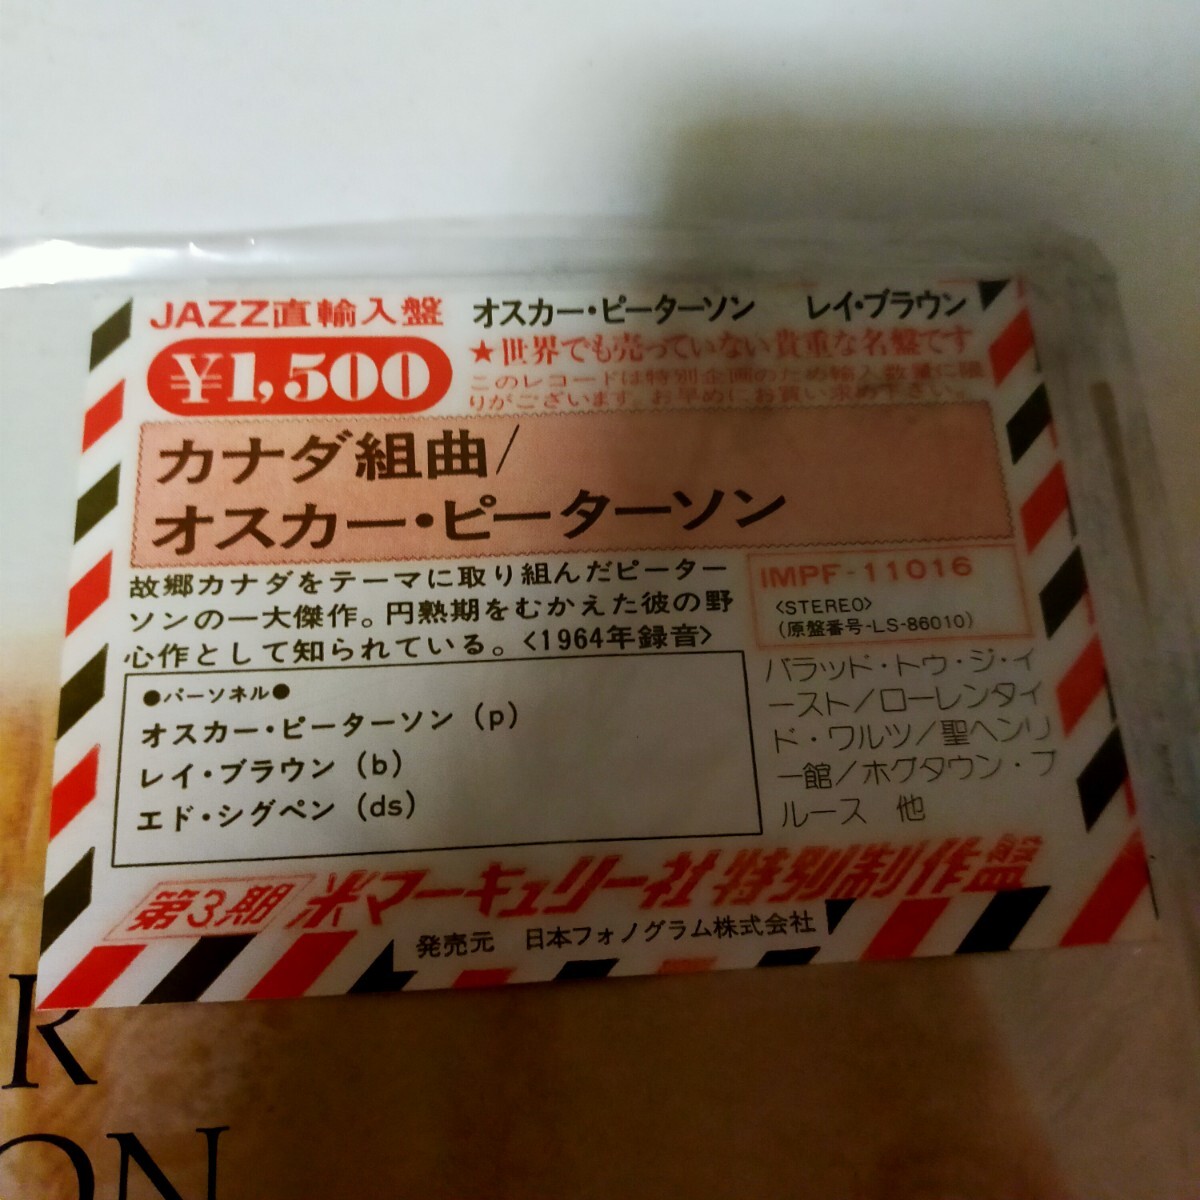 JAZZ直輸入盤 オスカー・ピーターソン レイ・ブラウン
¥1,500
★世界でも売っていない貴重な名盤です
このレコードは特別企画のため輸入数量に限
りがございます。お早めにお買い求め下さい。
カナダ組曲/
オスカー・ピーターソン
故郷カナダをテーマに取り組んだピーター
ソンの一大傑作。円熟期をむかえた彼の野
心作として知られている。<1964年録音>
IMPF-11016
<STEREO>
(原盤番号-LS-86010)
●パーソネル●
オスカー・ピーターソン(p)
レイ・ブラウン(b)
エド・シグペン(ds)
バラッド・トゥ・ジ・イ
ースト/ローレンタイ
ド・ワルツ/聖ヘンリ
一館/ホグタウン・ブ
ルース 他
第3期 米マーキュリー社特別制作盤
発売元 日本フォノグラム株式会社
R
ON